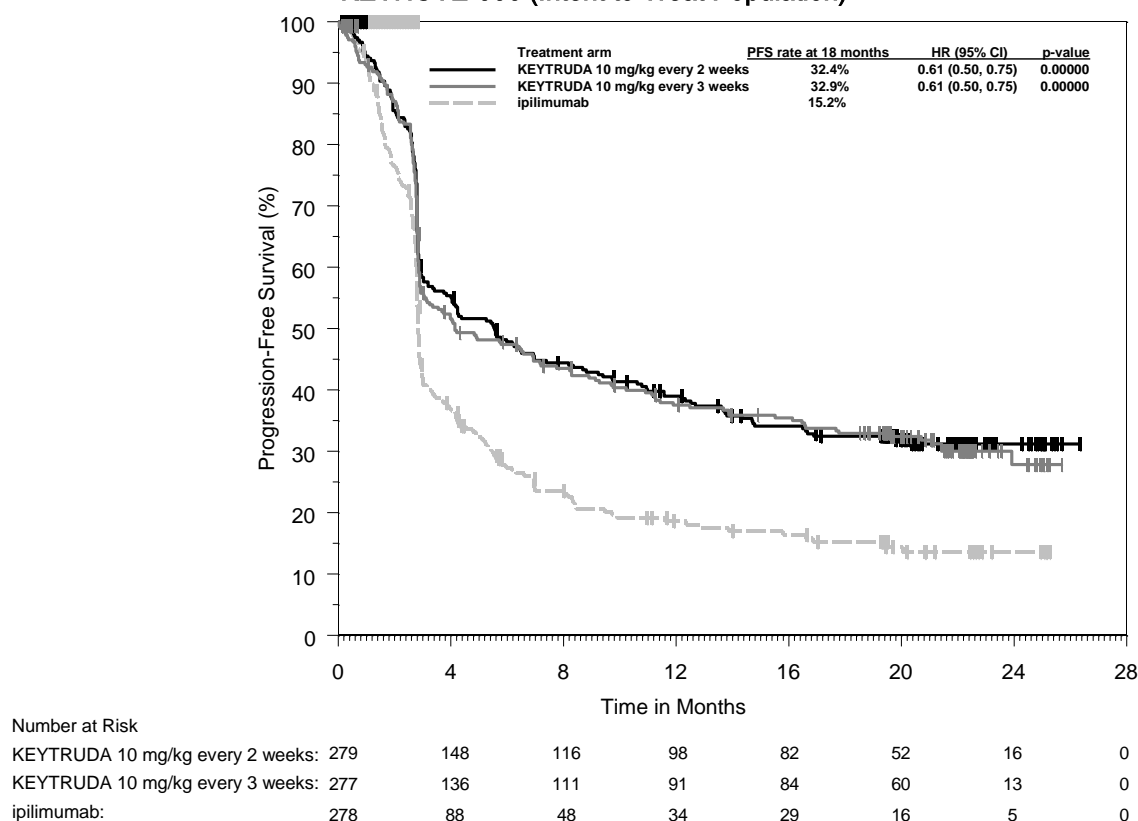 (Intent to Treat Population)
Treatment arm PFS rate at 18 months HR (95% CI) p-value
KEYTRUDA 10 mg/kg every 2 weeks 32.4% 0.61 (0.50, 0.75) 0.00000
KEYTRUDA 10 mg/kg every 3 weeks 32.9% 0.61 (0.50, 0.75) 0.00000
ipilimumab 15.2%
Progression-Free Survival (%)
100
90
80
70
60
50
40
30
20
10
0
0 4 8 12 16 20 24 28
Time in Months
Number at Risk
KEYTRUDA 10 mg/kg every 2 weeks: 279 148 116 98 82 52 16 0
KEYTRUDA 10 mg/kg every 3 weeks: 277 136 111 91 84 60 13 0
ipilimumab: 278 88 48 34 29 16 5 0